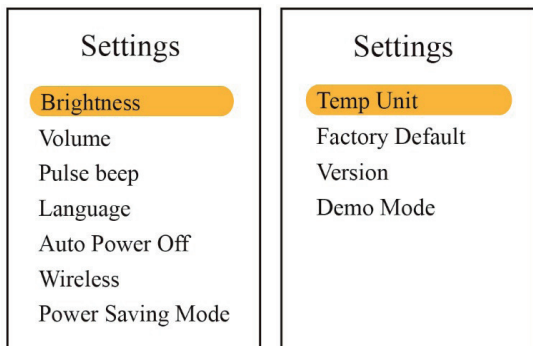 Settings
Brightness
Volume
Pulse beep
Language
Auto Power Off
Wireless
Power Saving Mode
Settings
Temp Unit
Factory Default
Version
Demo Mode